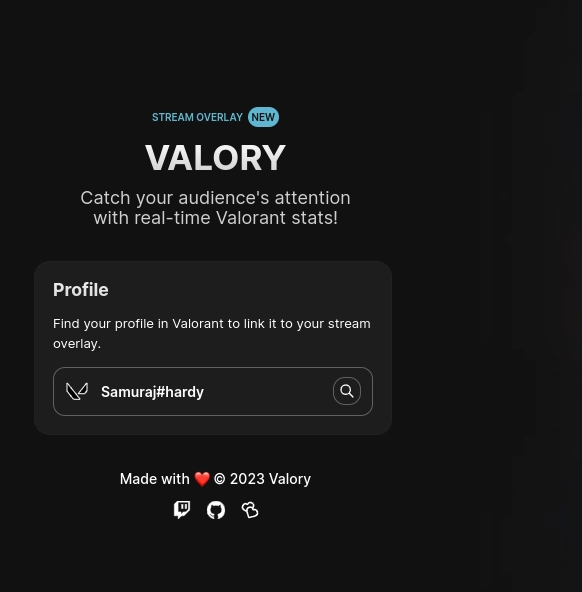 STREAM OVERLAY NEW
VALORY
Catch your audience's attention
with real-time Valorant stats!
Profile
Find your profile in Valorant to link it to your stream
overlay.
Samuraj#hardy
Made with ❤️ © 2023 Valory